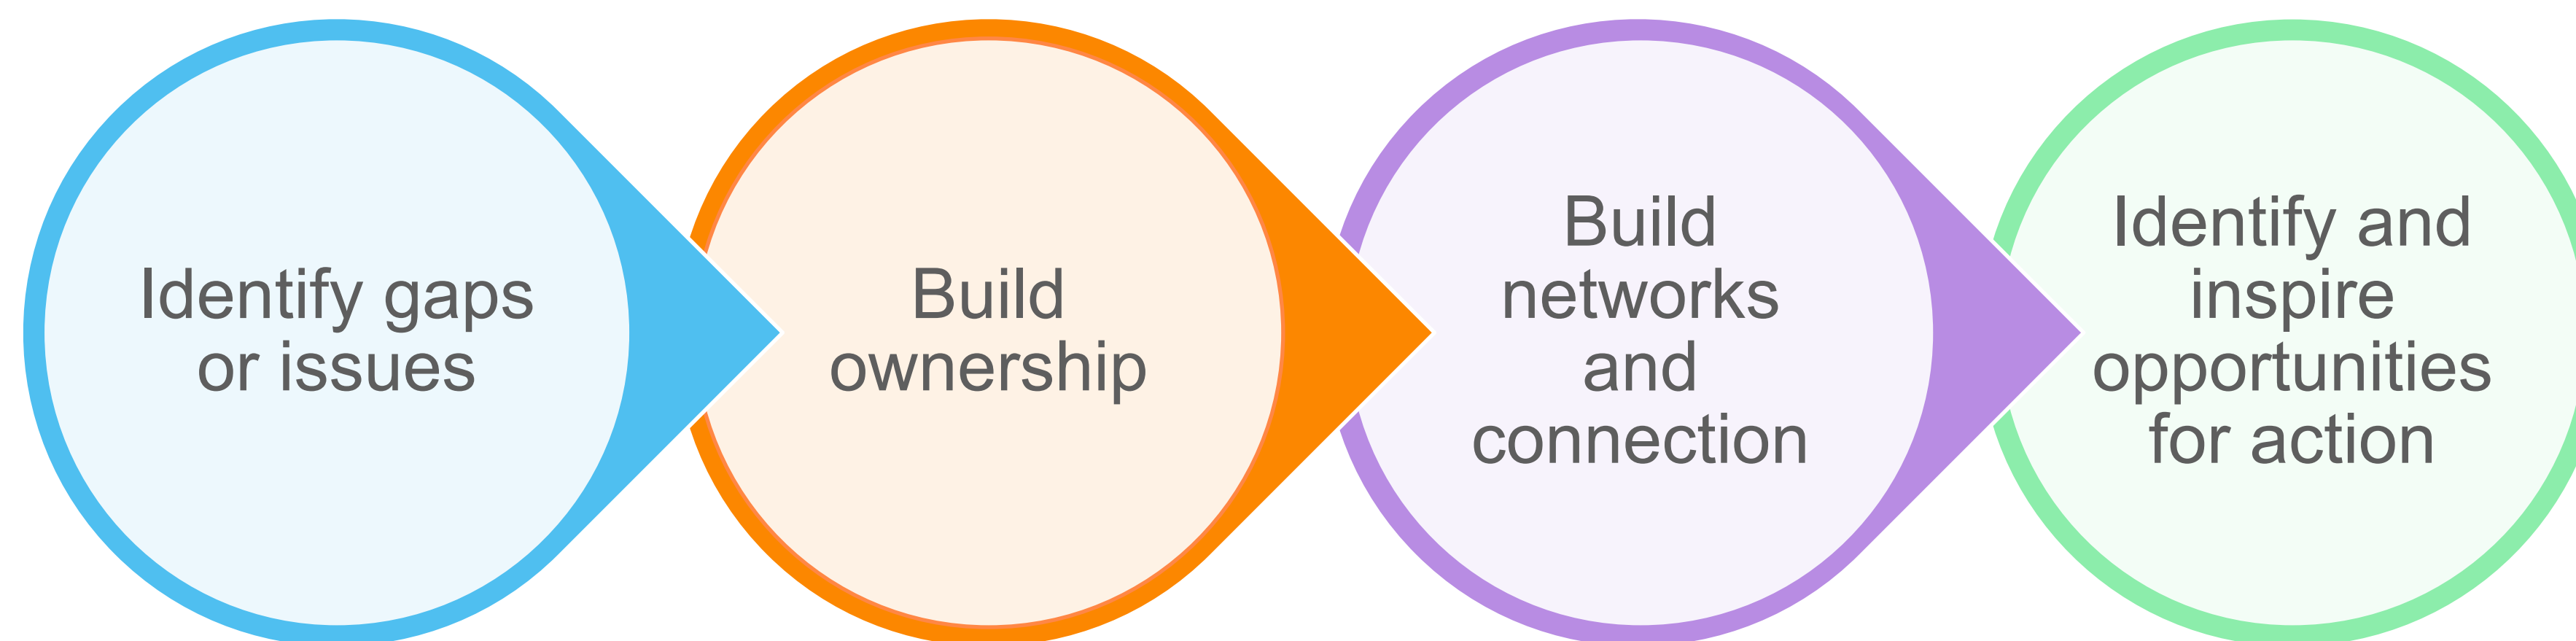 Identify gaps
or issues
Build
ownership
Build
networks
and
connection
Identify and
inspire
opportunities
for action